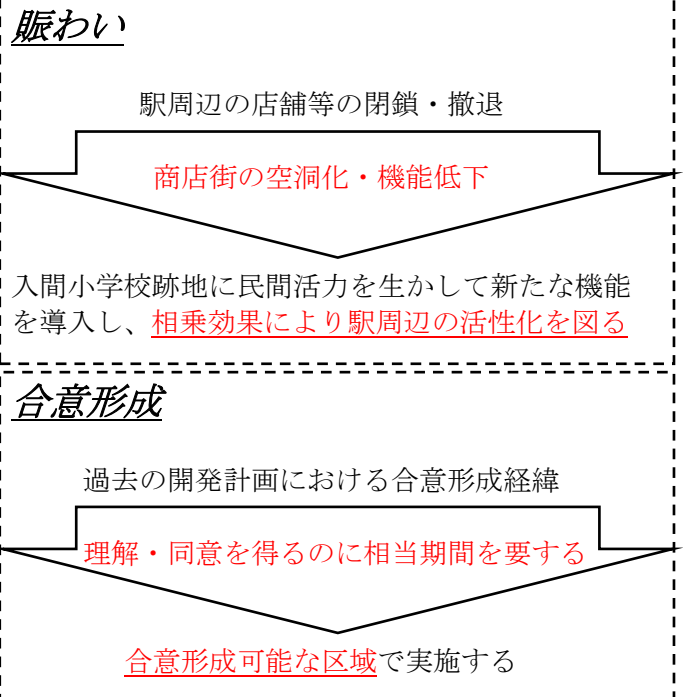 賑わい
駅周辺の店舗等の閉鎖・撤退
商店街の空洞化・機能低下
入間小学校跡地に民間活力を生かして新たな機能
を導入し、相乗効果により駅周辺の活性化を図る
合意形成
過去の開発計画における合意形成経緯
理解・同意を得るのに相当期間を要する
合意形成可能な区域で実施する